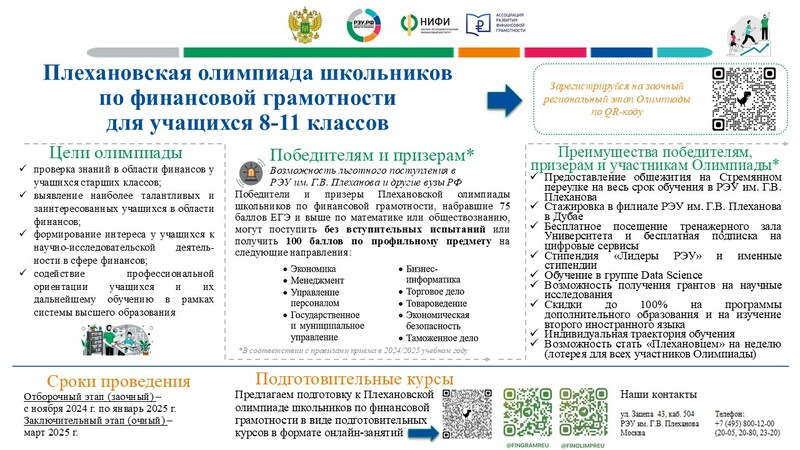 РЭУ.РФ
НИФИ
НАУЧНО-ИССЛЕДОВАТЕЛЬСКИЙ
ФИНАНСОВЫЙ ИНСТИТУТ
АССОЦИАЦИЯ
РАЗВИТИЯ
ФИНАНСОВОЙ
ГРАМОТНОСТИ
Плехановская олимпиада школьников
по финансовой грамотности
для учащихся 8-11 классов
Зарегистрируйся на заочный
региональный этап Олимпиады
по QR-коду
Цели олимпиады
✓ проверка знаний в области финансов у
учащихся старших классов;
✓ выявление наиболее талантливых и
заинтересованных учащихся в области
финансов;
✓ формирование интереса у учащихся к
научно-исследовательской деятель-
ности в сфере финансов;
✓ содействие профессиональной
ориентации учащихся и их
дальнейшему обучению в рамках
системы высшего образования
Победителям и призерам*
Возможность льготного поступления в
РЭУ им. Г.В. Плеханова и другие вузы РФ
Победители и призеры Плехановской олимпиады
школьников по финансовой грамотности, набравшие 75
баллов ЕГЭ и выше по математике или обществознанию,
могут поступить без вступительных испытаний или
получить 100 баллов по профильному предмету на
следующие направления:
• Экономика
• Менеджмент
• Управление
персоналом
• Государственное
и муниципальное
управление
• Бизнес-
информатика
• Торговое дело
• Товароведение
• Экономическая
безопасность
• Таможенное дело
*В соответствии с правилами приема в 2024/2025 учебном году
Преимущества победителям,
призерам и участникам Олимпиады*
✓ Предоставление общежития на Стремянном
переулке на весь срок обучения в РЭУ им. Г.В.
Плеханова
✓ Стажировка в филиале РЭУ им. Г.В. Плеханова
в Дубае
✓ Бесплатное посещение тренажерного зала
Университета и бесплатная подписка на
цифровые сервисы
✓ Стипендия «Лидеры РЭУ» и именные
стипендии
✓ Обучение в группе Data Science
✓ Возможность получения грантов на научные
исследования
✓ Скидки до 100% на программы
дополнительного образования и на изучение
второго иностранного языка
✓ Индивидуальная траектория обучения
✓ Возможность стать «Плехановцем» на неделю
(лотерея для всех участников Олимпиады)
Сроки проведения
Отборочный этап (заочный) –
с ноября 2024 г. по январь 2025 г.
Заключительный этап (очный) –
март 2025 г.
Подготовительные курсы
Предлагаем подготовку к Плехановской
олимпиаде школьников по финансовой
грамотности в виде подготовительных
курсов в формате онлайн-занятий
@FINGRAMREU
@FINOLIMPREU
Наши контакты
ул. Зацепа 43, каб. 504
РЭУ им. Г.В. Плеханова
Москва
Телефон:
+7 (495) 800-12-00
(20-05, 20-80, 23-20)